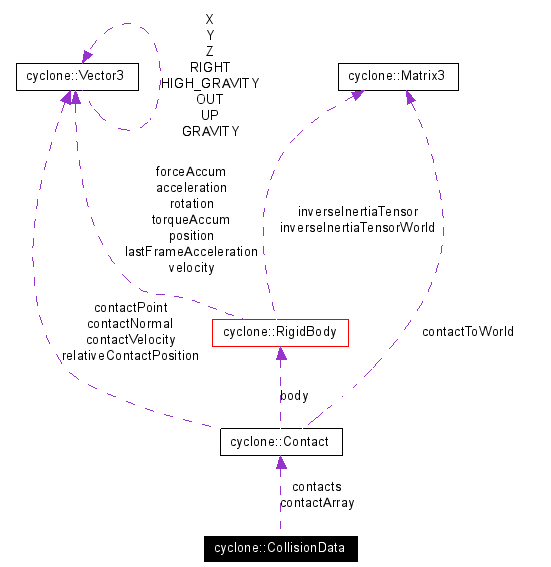 X
Y
Z
RIGHT
HIGH_GRAVITY
OUT
UP
GRAVITY
cyclone::Vector3
cyclone::Matrix3
forceAccum
acceleration
rotation
torqueAccum
position
lastFrameAcceleration
velocity
inverseInertiaTensor
inverseInertiaTensorWorld
contactPoint
contactNormal
contactVelocity
relativeContactPosition
cyclone::RigidBody
contactToWorld
body
cyclone::Contact
contacts
contactArray
cyclone::CollisionData